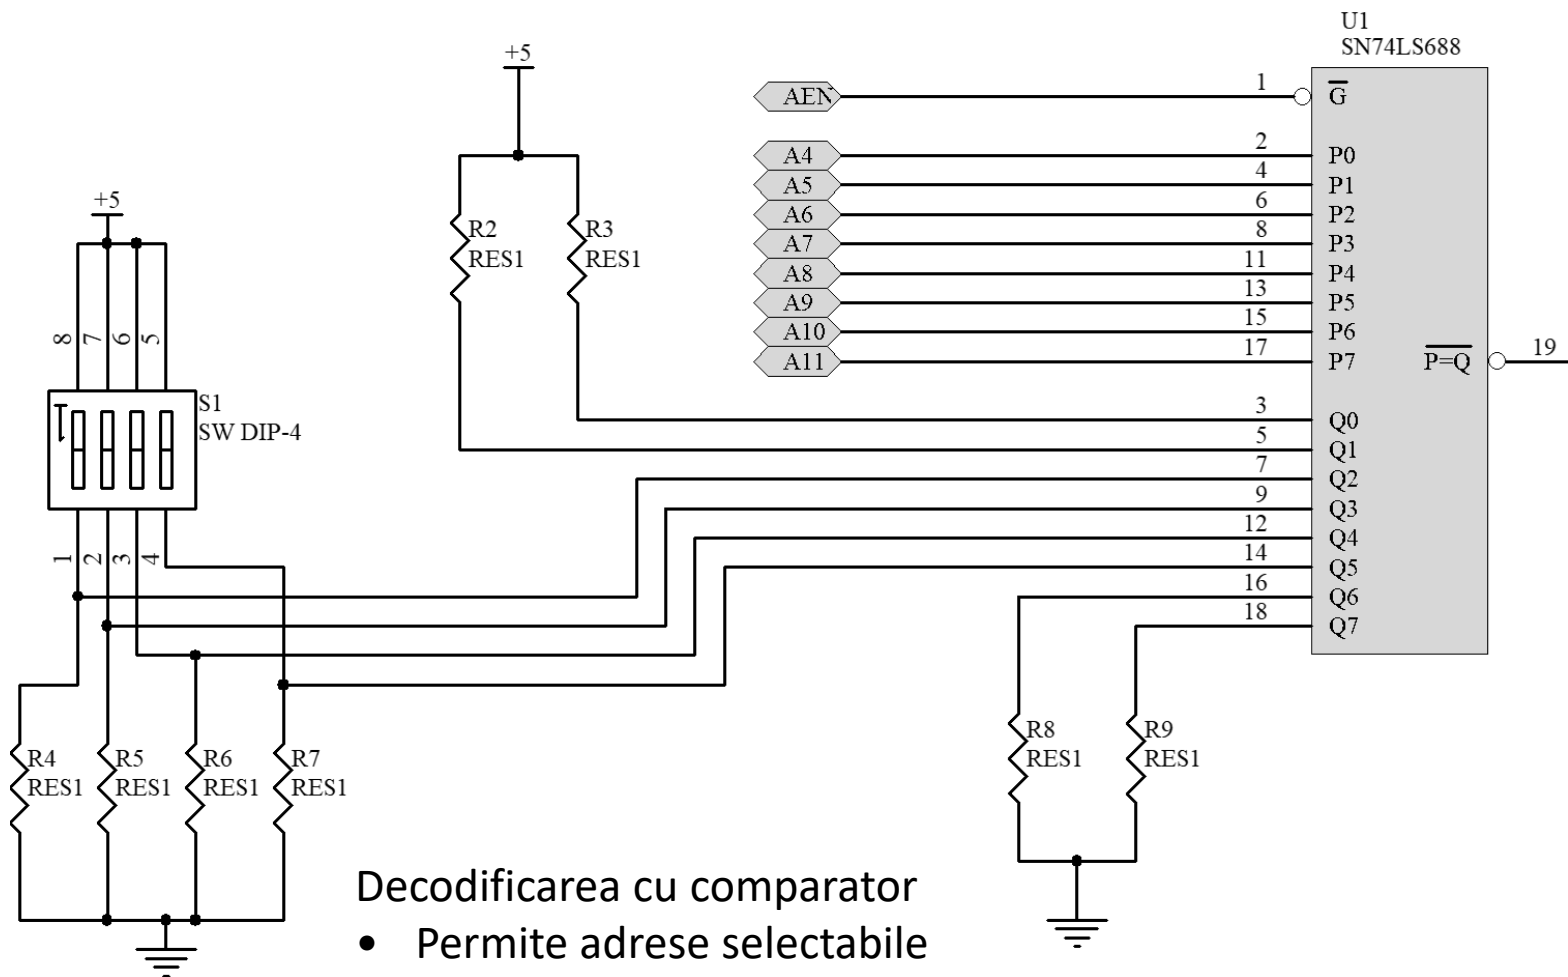 U1
SN74LS688
+5
AEN
1
G
A4
2
P0
A5
4
P1
A6
6
P2
A7
8
P3
A8
11
P4
A9
13
P5
A10
15
P6
A11
17
P7
P=Q
19
+5
R2
RES1
R3
RES1
8
7
6
5
S1
SW DIP-4
3
Q0
5
Q1
7
Q2
9
Q3
12
Q4
14
Q5
16
Q6
18
Q7
1
2
3
4
R4
RES1
R5
RES1
R6
RES1
R7
RES1
R8
RES1
R9
RES1
Decodificarea cu comparator
• Permite adrese selectabile